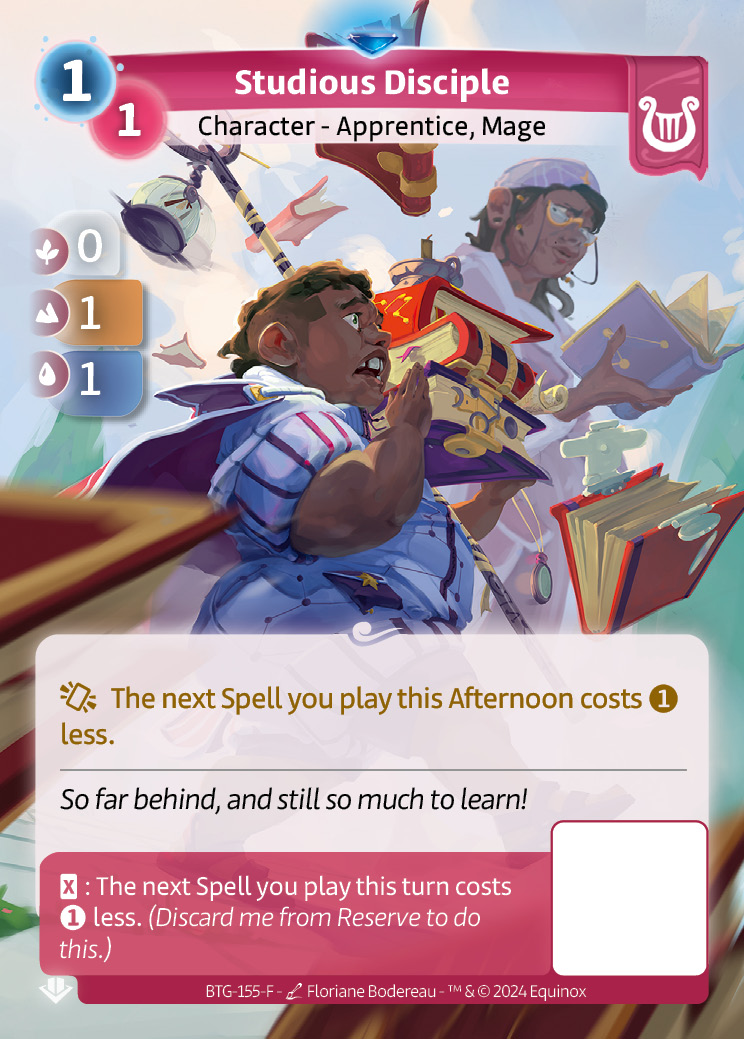 1
Studious Disciple
1
Character - Apprentice, Mage
0
1
1
The next Spell you play this Afternoon costs 1
less.
So far behind, and still so much to learn!
X : The next Spell you play this turn costs
1 less. (Discard me from Reserve to do
this.)
BTG-155-F - Floriane Bodereau - ™ & © 2024 Equinox